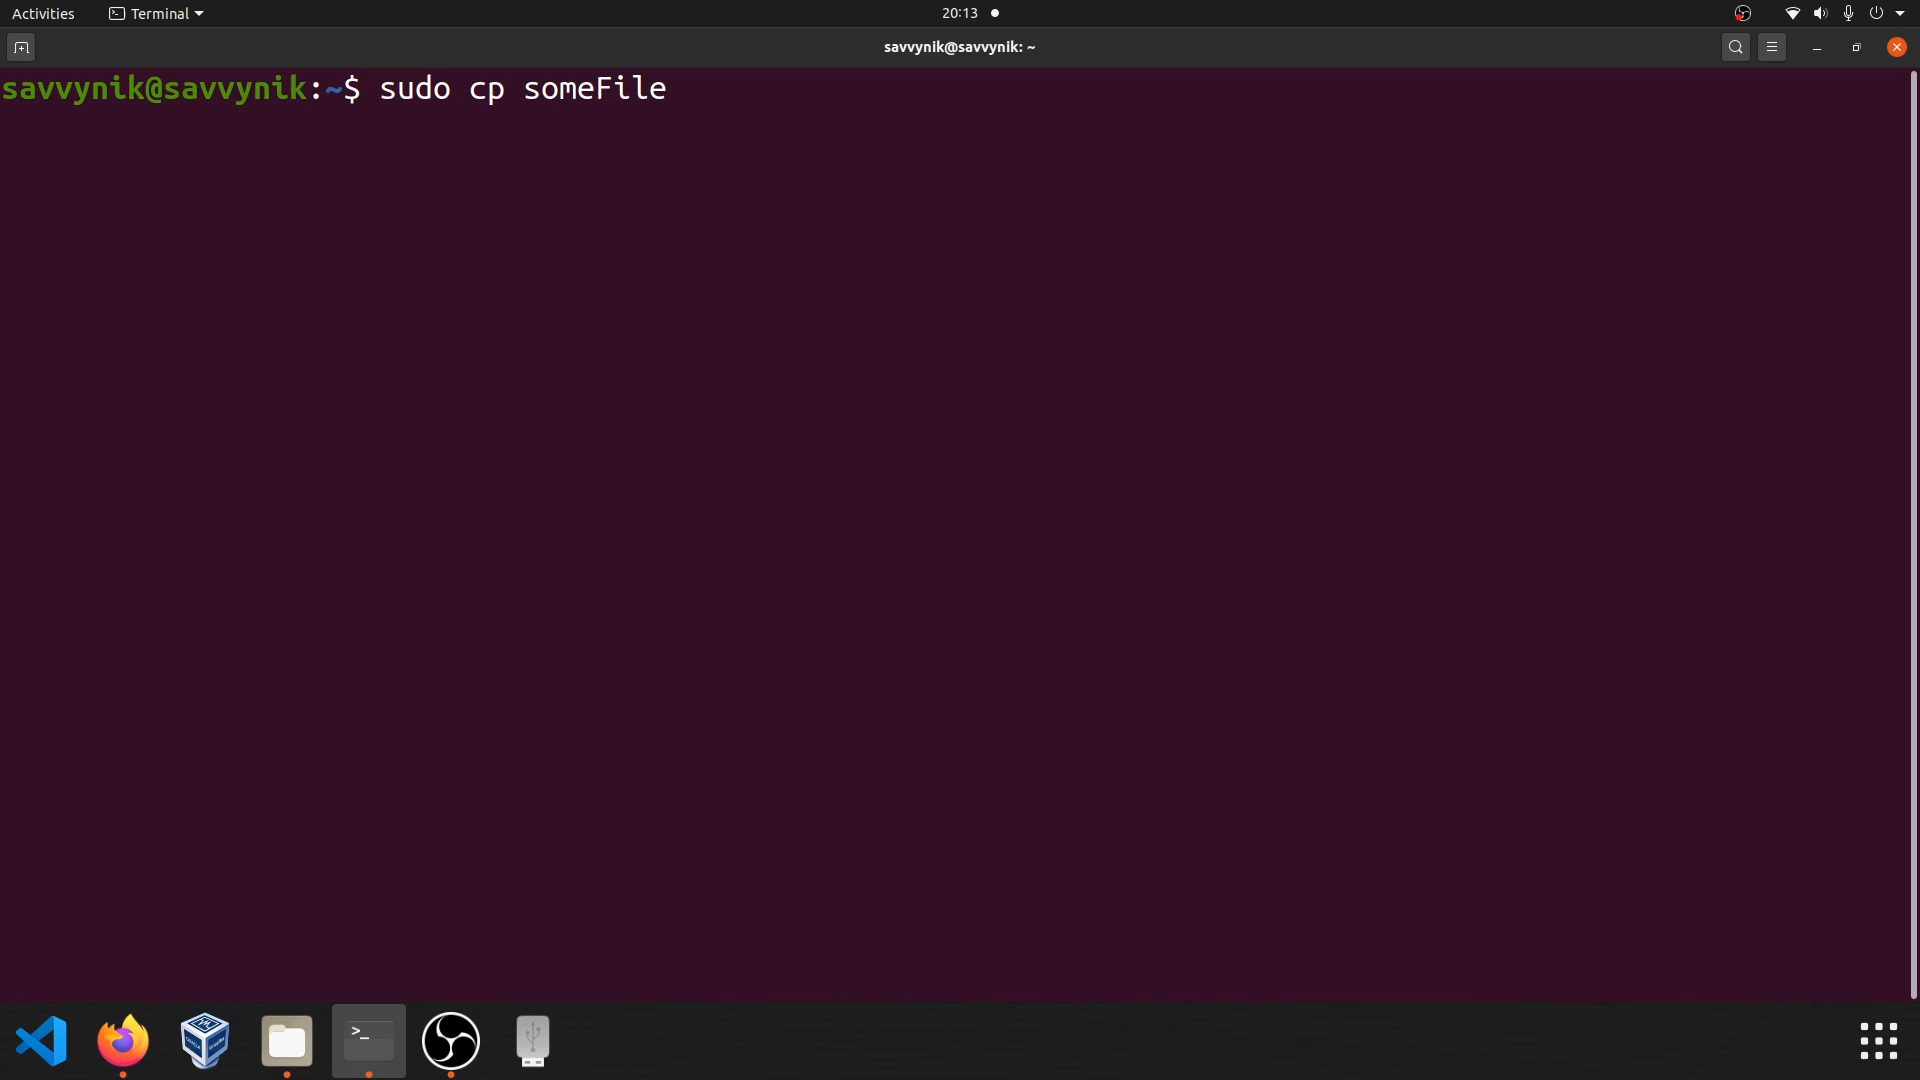 Activities Terminal 20:13
savvynik@savvynik: ~
savvynik@savvynik:~$ sudo cp someFile
>_